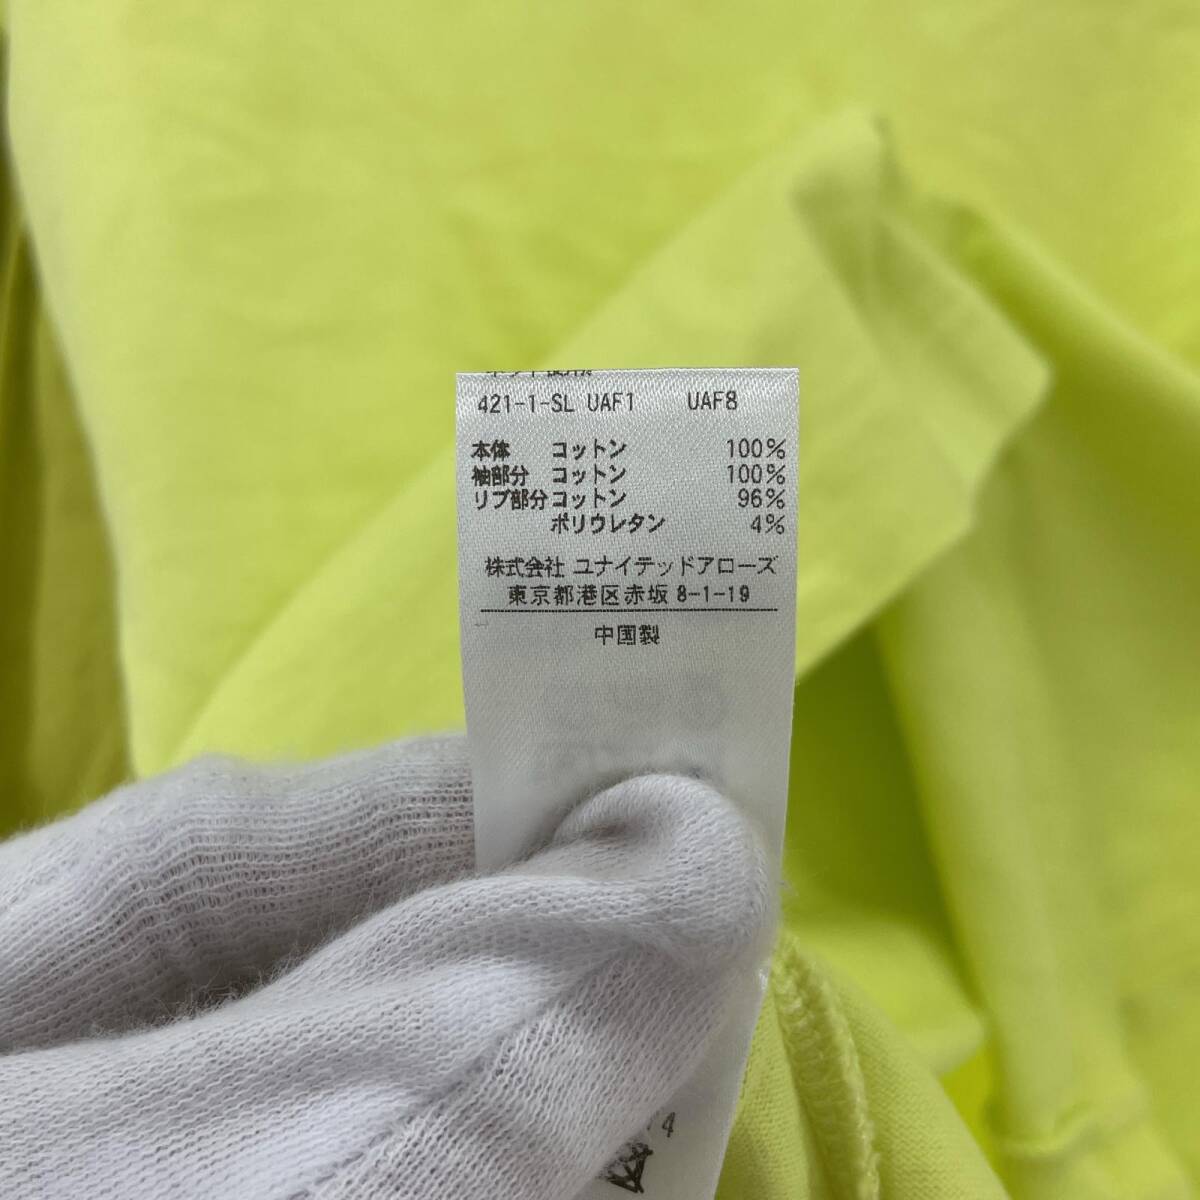 421-1-SL UAF1 UAF8
本体 コットン 100%
袖部分 コットン 100%
リブ部分コットン 96%
ポリウレタン 4%
株式会社 ユナイテッドアローズ
東京都港区赤坂 8-1-19
中国製
4